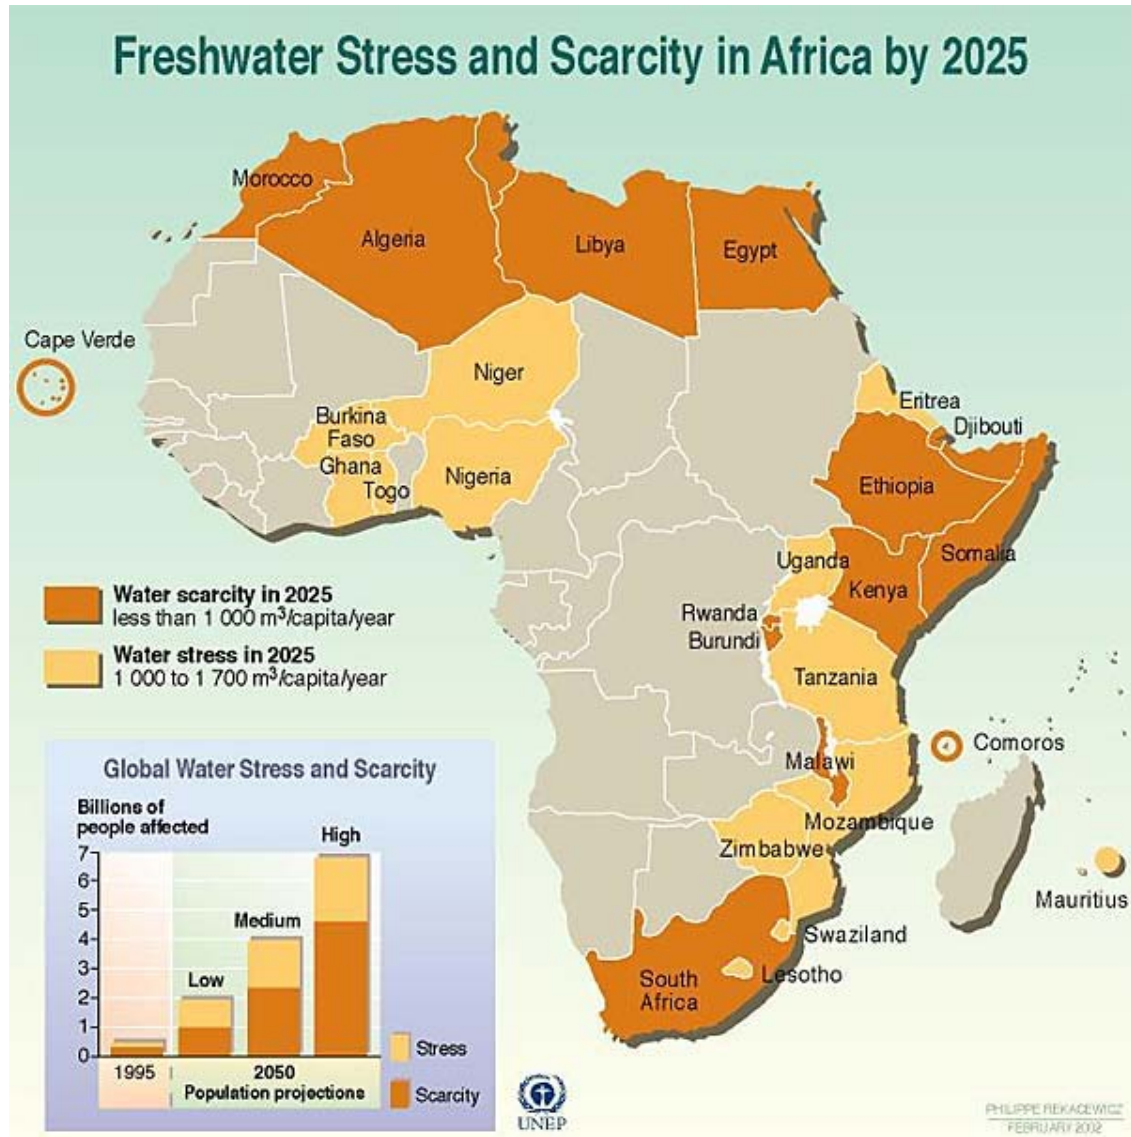 Freshwater Stress and Scarcity in Africa by 2025
Morocco
Algeria
Libya
Egypt
Cape Verde
Niger
Burkina
Faso
Ghana
Togo
Nigeria
Eritrea
Djibouti
Ethiopia
Somalia
Uganda
Kenya
Rwanda
Burundi
Tanzania
Comoros
Malawi
Mozambique
Zimbabwe
Mauritius
Swaziland
Lesotho
South
Africa
Water scarcity in 2025
less than 1 000 m³/capita/year
Water stress in 2025
1 000 to 1 700 m³/capita/year
Global Water Stress and Scarcity
Billions of
people affected
High
Medium
Low
7
6
5
4
3
2
1
0
1995
2050
Population projections
Stress
Scarcity
UNEP
PHILIPPE REKACEWICZ
FEBRUARY 2002